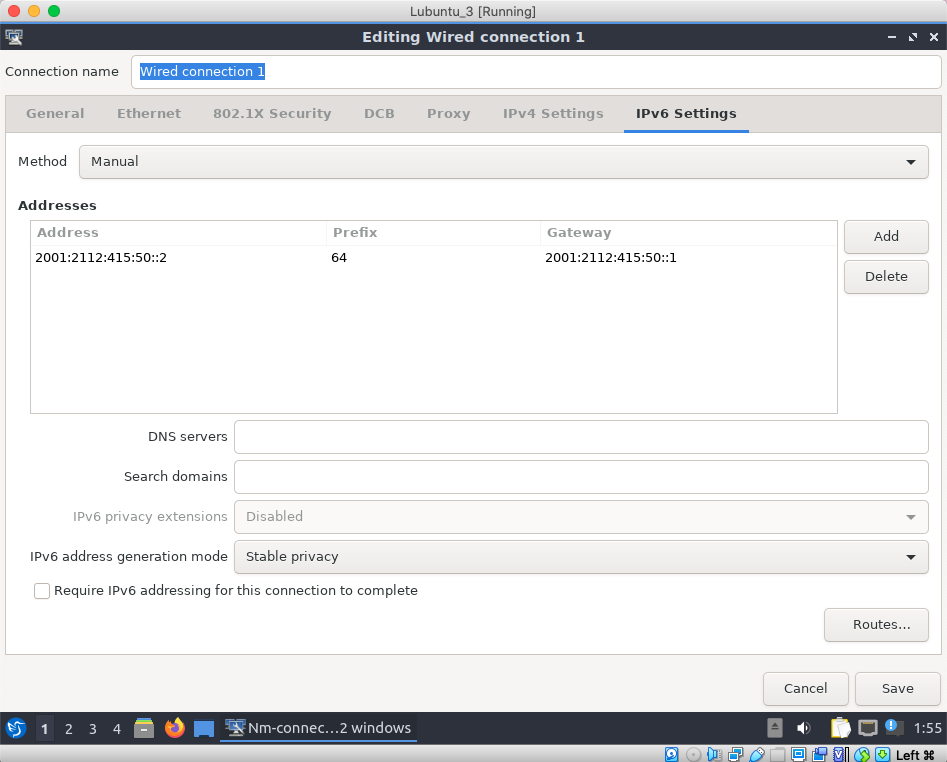 Lubuntu_3 [Running]
Editing Wired connection 1
Connection name Wired connection 1
General Ethernet 802.1X Security DCB Proxy IPv4 Settings IPv6 Settings
Method Manual
Addresses
Address Prefix Gateway
Add
2001:2112:415:50::2 64 2001:2112:415:50::1
Delete
DNS servers
Search domains
IPv6 privacy extensions Disabled
IPv6 address generation mode Stable privacy
Require IPv6 addressing for this connection to complete
Routes...
Cancel Save
1 2 3 4 Nm-connec...2 windows 1:55
Left ⌘